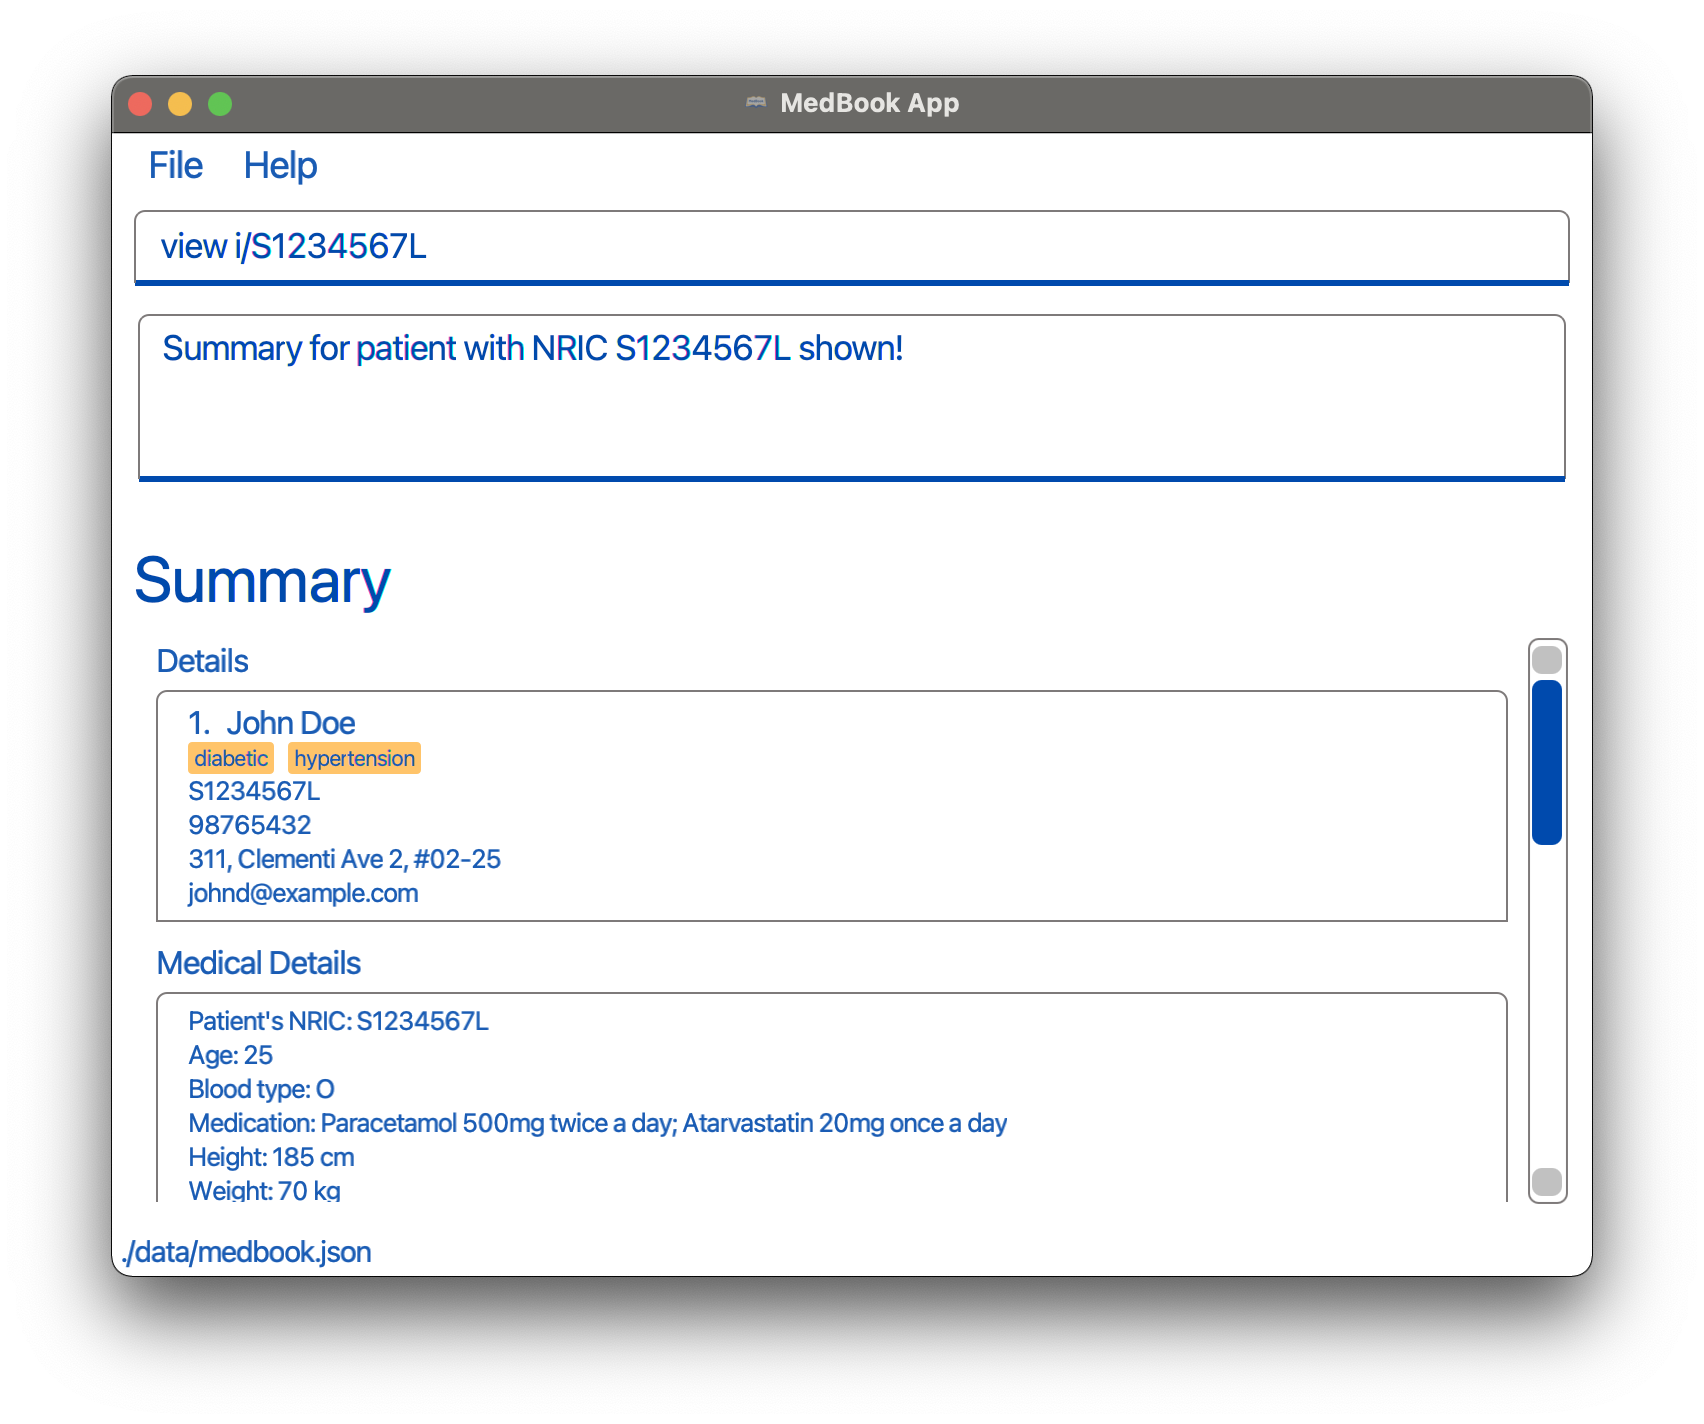 MedBook App
File Help
view i/S1234567L
Summary for patient with NRIC S1234567L shown!
Summary
Details
1. John Doe
diabetic hypertension
S1234567L
98765432
311, Clementi Ave 2, #02-25
johnd@example.com
Medical Details
Patient's NRIC: S1234567L
Age: 25
Blood type: O
Medication: Paracetamol 500mg twice a day; Atarvastatin 20mg once a day
Height: 185 cm
Weight: 70 kg
./data/medbook.json